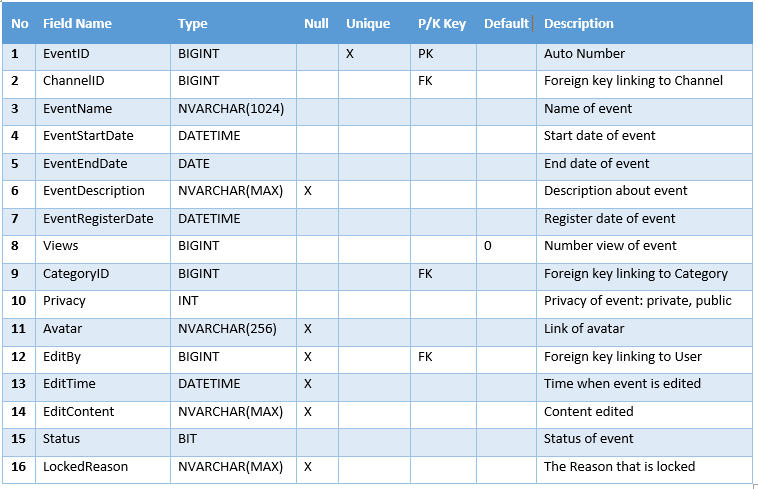 No Field Name Type Null Unique P/K Key Default Description
1 EventID BIGINT X PK Auto Number
2 ChannelID BIGINT FK Foreign key linking to Channel
3 EventName NVARCHAR(1024) Name of event
4 EventStartDate DATETIME Start date of event
5 EventEndDate DATE End date of event
6 EventDescription NVARCHAR(MAX) X Description about event
7 EventRegisterDate DATETIME Register date of event
8 Views BIGINT 0 Number view of event
9 CategoryID BIGINT FK Foreign key linking to Category
10 Privacy INT Privacy of event: private, public
11 Avatar NVARCHAR(256) X Link of avatar
12 EditBy BIGINT X FK Foreign key linking to User
13 EditTime DATETIME X Time when event is edited
14 EditContent NVARCHAR(MAX) X Content edited
15 Status BIT Status of event
16 LockedReason NVARCHAR(MAX) X The Reason that is locked